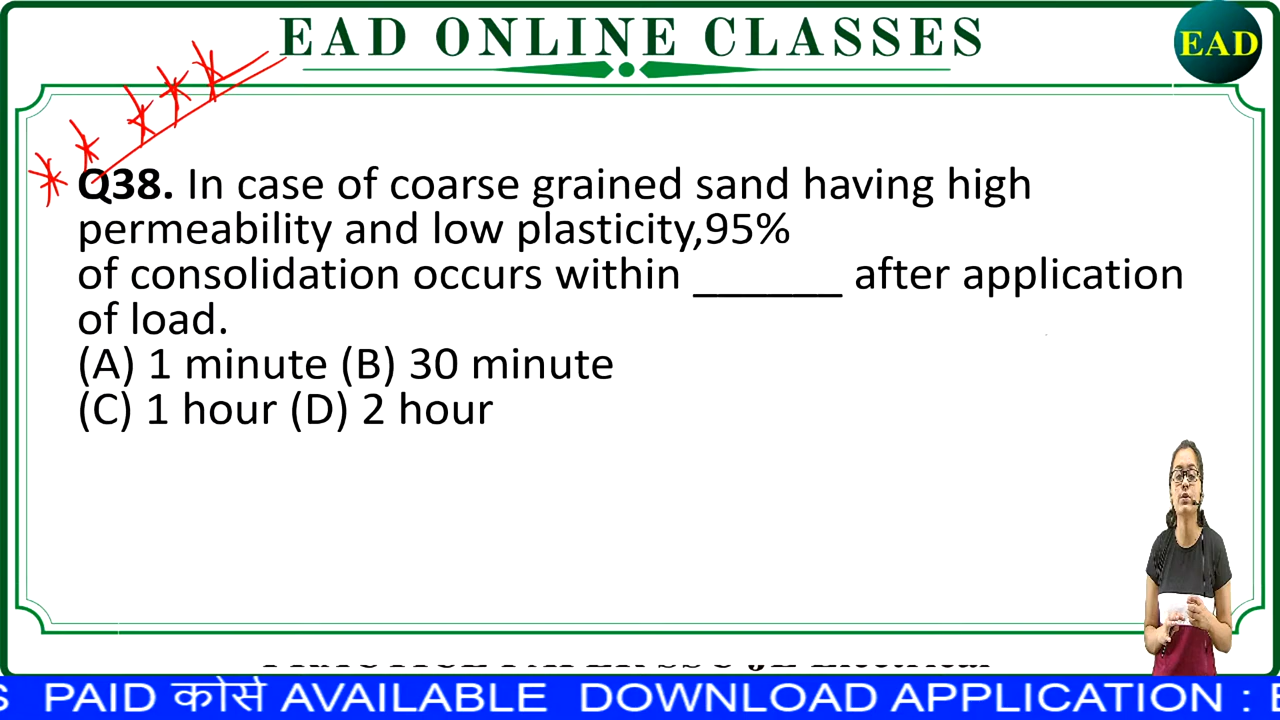 EAD ONLINE CLASSES
EAD
Q38. In case of coarse grained sand having high
permeability and low plasticity,95%
of consolidation occurs within ______ after application
of load.
(A) 1 minute (B) 30 minute
(C) 1 hour (D) 2 hour
PAID कोर्स AVAILABLE DOWNLOAD APPLICATION :